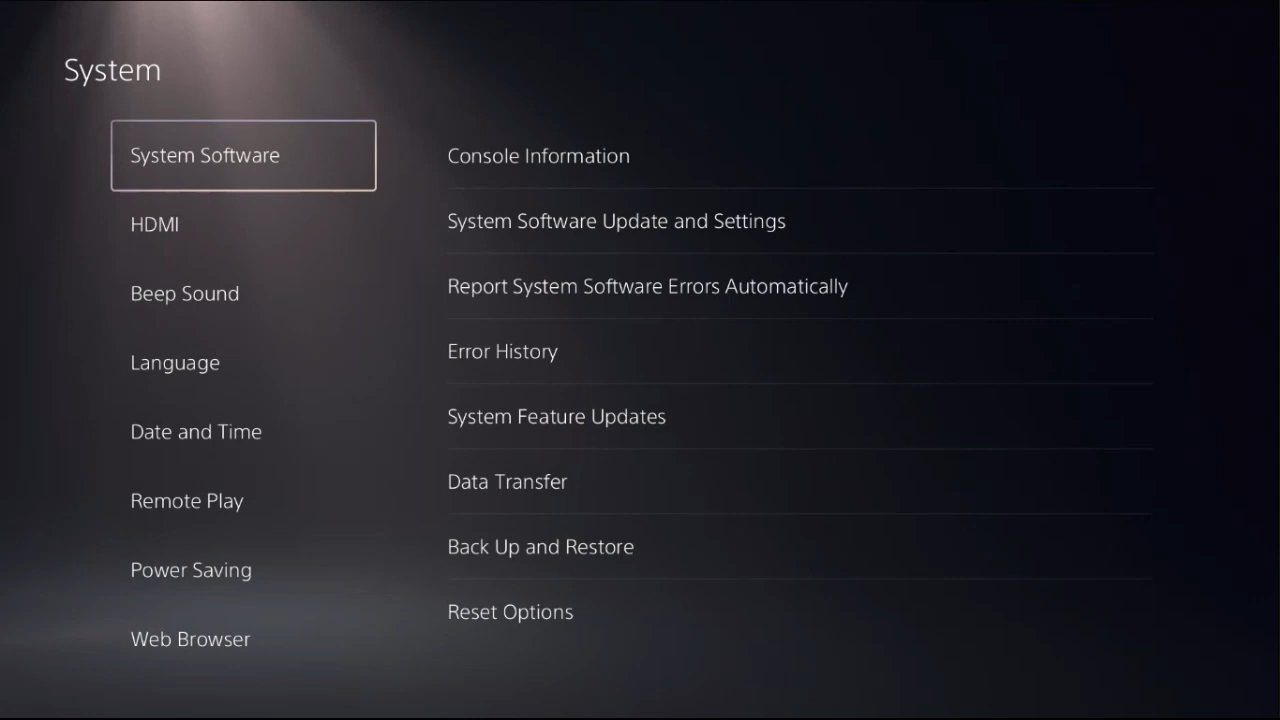 System
System Software
HDMI
Beep Sound
Language
Date and Time
Remote Play
Power Saving
Web Browser
Console Information
System Software Update and Settings
Report System Software Errors Automatically
Error History
System Feature Updates
Data Transfer
Back Up and Restore
Reset Options